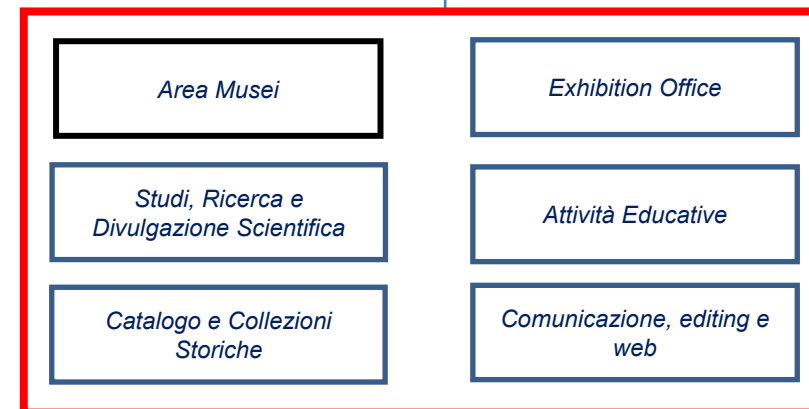 Area Musei
Exhibition Office
Studi, Ricerca e
Divulgazione Scientifica
Attività Educative
Catalogo e Collezioni
Storiche
Comunicazione, editing e
web